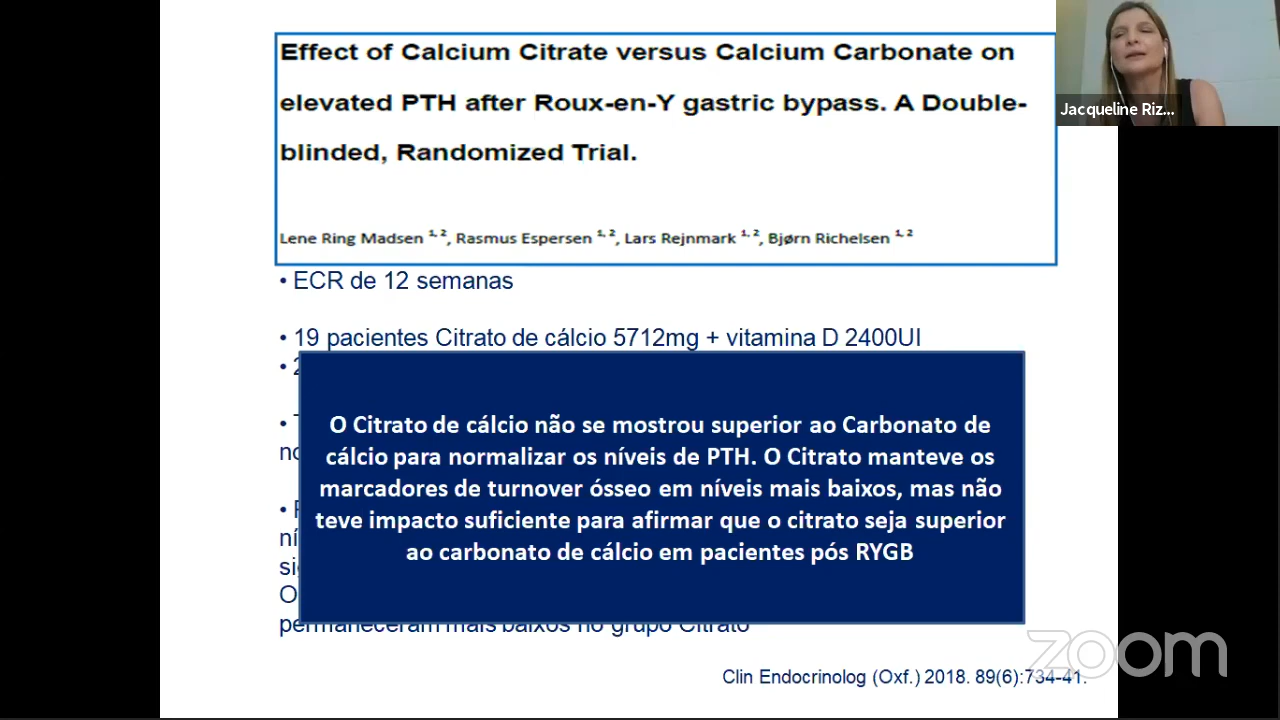 Effect of Calcium Citrate versus Calcium Carbonate on
elevated PTH after Roux-en-Y gastric bypass. A Double-
blinded, Randomized Trial.
Lene Ring Madsen 1, 2, Rasmus Espersen 1, 2, Lars Rejnmark 1, 2, Bjørn Richelsen 1, 2
Jacqueline Riz...
• ECR de 12 semanas
• 19 pacientes Citrato de cálcio 5712mg + vitamina D 2400UI
O Citrato de cálcio não se mostrou superior ao Carbonato de
cálcio para normalizar os níveis de PTH. O Citrato manteve os
marcadores de turnover ósseo em níveis mais baixos, mas não
teve impacto suficiente para afirmar que o citrato seja superior
ao carbonato de cálcio em pacientes pós RYGB
permaneceram mais baixos no grupo Citrato
Clin Endocrinolog (Oxf.) 2018. 89(6):734-41.
zoom